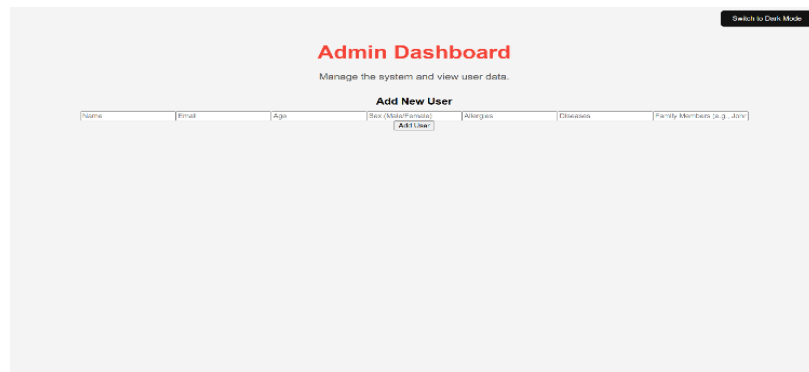 Switch to Dark Mode
Admin Dashboard
Manage the system and view user data.
Add New User
Name Email Age Sex (Male/Female) Allergies Diseases Family Members (e.g., John
Add User